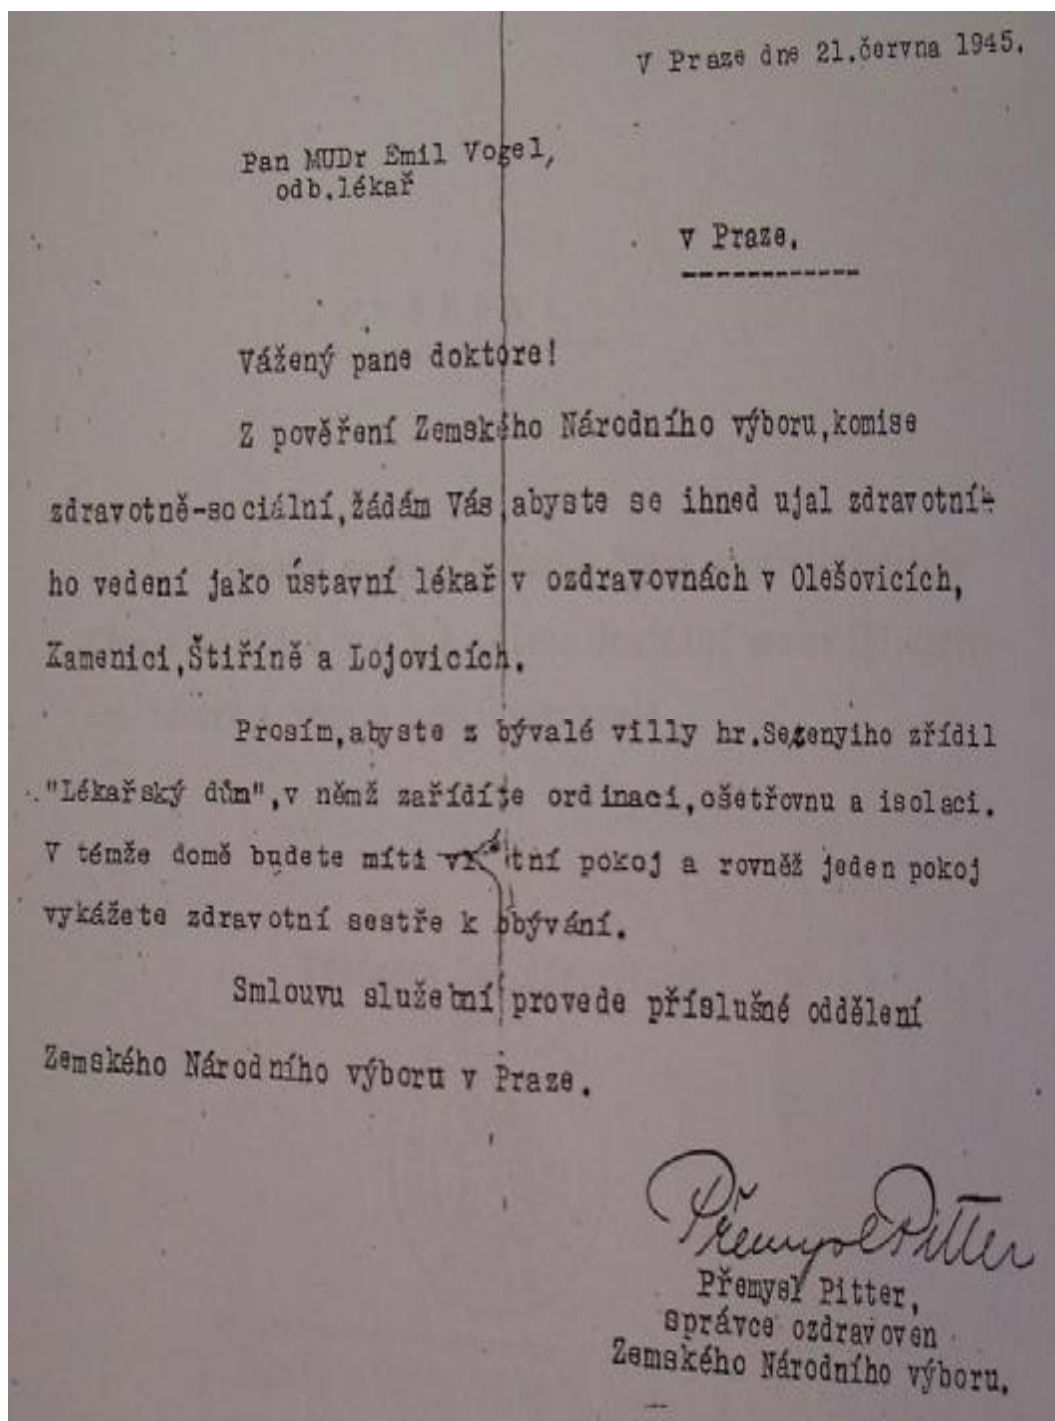 V Praze dne 21.června 1945.
Pan MUDr Emil Vogel,
odb.lékař
v Praze.
------------
Vážený pane doktore!
Z pověření Zemského Národního výboru,komise
zdravotně-sociální,žádám Vás abyste se ihned ujal zdravotní-
ho vedení jako ústavní lékař v ozdravovnách v Olešovicích,
Kamenici,Štiříně a Lojovicích.
Prosím,abyste z bývalé villy hr.Segenyiho zřídil
"Lékařský dům",v němž zařídíte ordinaci,ošetřovnu a isolaci.
V témže domě budete míti pokoj a rovněž jeden pokoj
vykážete zdravotní sestře k obývání.
Smlouvu služební provede příslušné oddělení
Zemského Národního výboru v Praze.
Přemysl Pitter
Přemysl Pitter,
správce ozdravoven
Zemského Národního výboru.